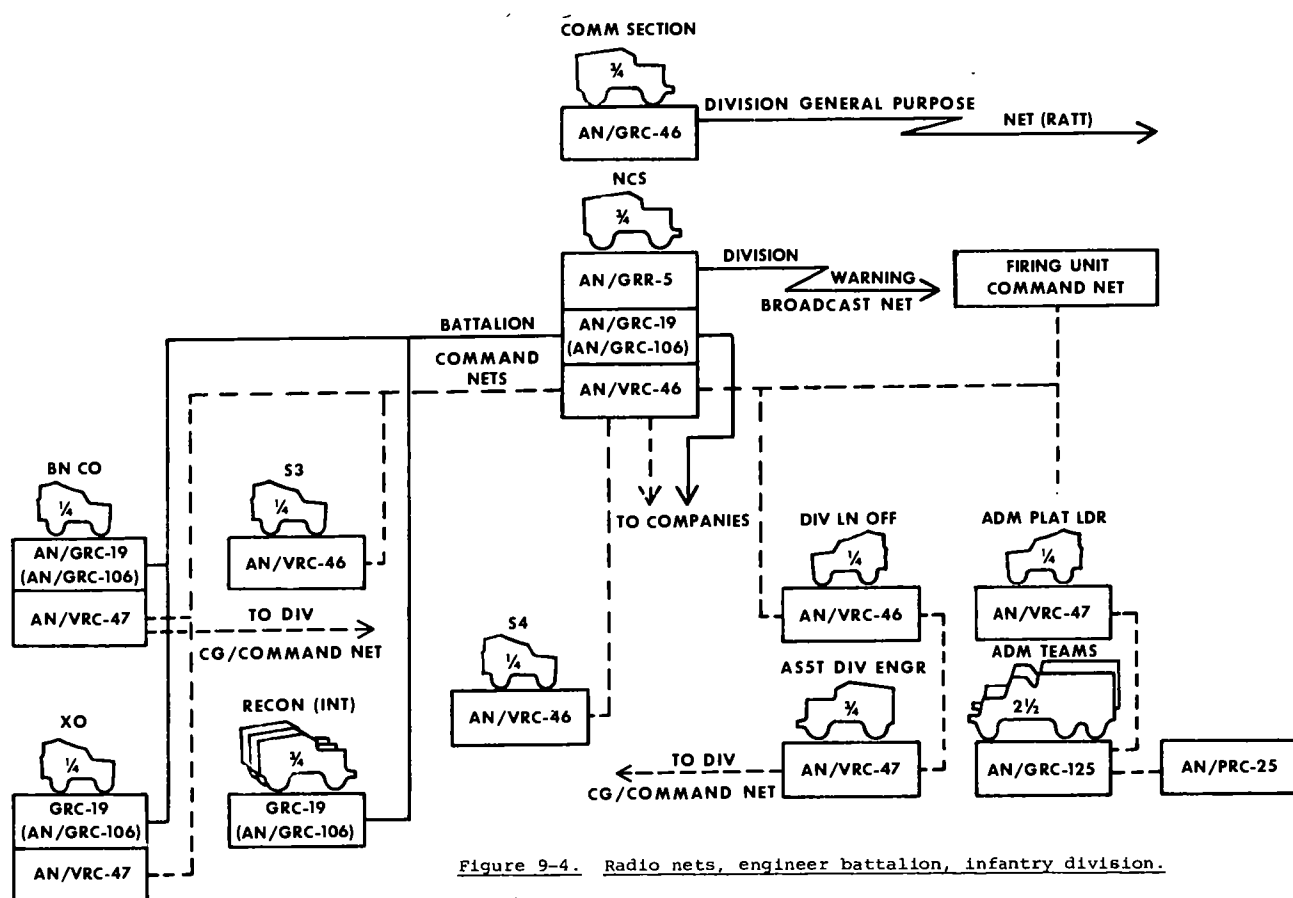 COMM SECTION
¾
AN/GRC-46
DIVISION GENERAL PURPOSE
NET (RATT)
NCS
¾
AN/GRR-5
AN/GRC-19
(AN/GRC-106)
AN/VRC-46
DIVISION
WARNING
BROADCAST NET
FIRING UNIT
COMMAND NET
BATTALION
COMMAND
NETS
TO COMPANIES
BN CO
¼
AN/GRC-19
(AN/GRC-106)
AN/VRC-47
S3
¼
AN/VRC-46
TO DIV
CG/COMMAND NET
XO
¼
GRC-19
(AN/GRC-106)
AN/VRC-47
RECON (INT)
¾
GRC-19
(AN/GRC-106)
S4
¼
AN/VRC-46
DIV LN OFF
¼
AN/VRC-46
ASST DIV ENGR
¾
AN/VRC-47
TO DIV
CG/COMMAND NET
ADM PLAT LDR
¼
AN/VRC-47
ADM TEAMS
2½
AN/GRC-125
AN/PRC-25
Figure 9-4. Radio nets, engineer battalion, infantry division.